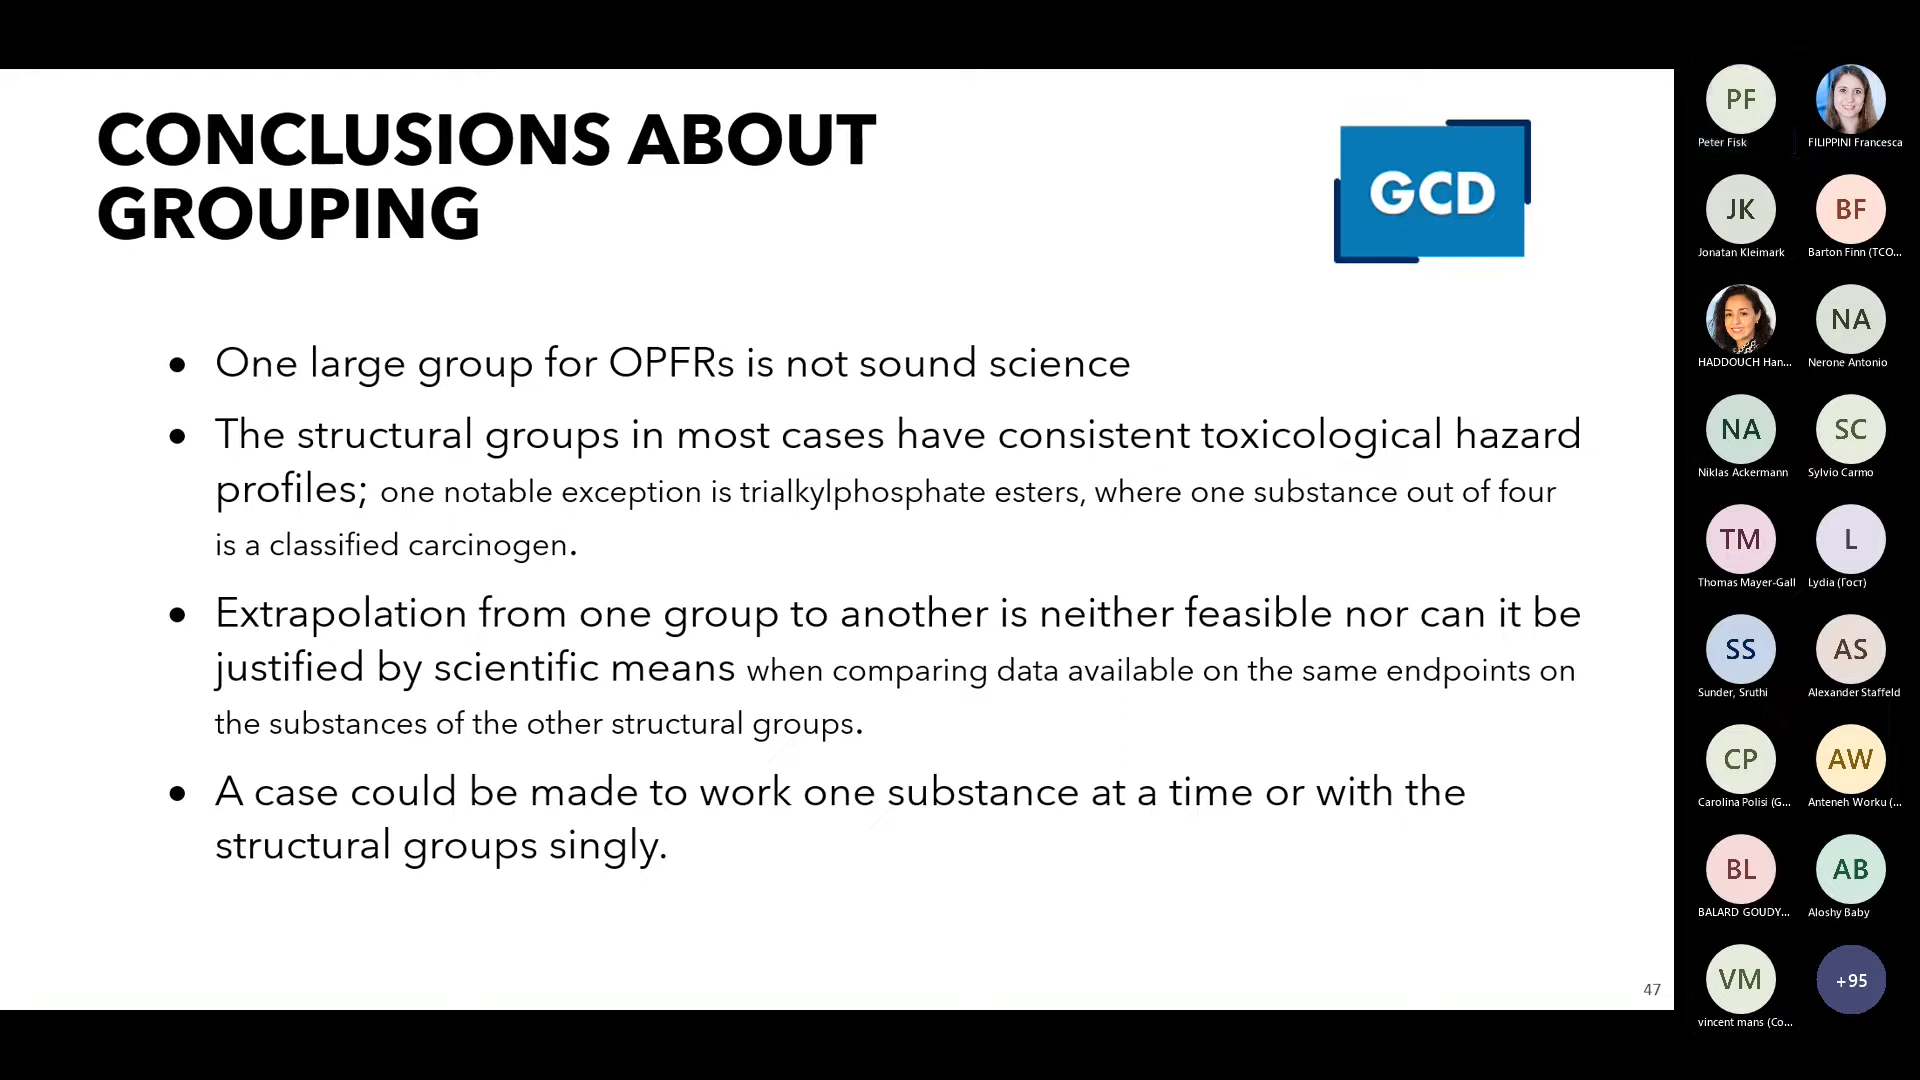 CONCLUSIONS ABOUT
GROUPING
GCD
• One large group for OPFRs is not sound science
• The structural groups in most cases have consistent toxicological hazard
profiles; one notable exception is trialkylphosphate esters, where one substance out of four
is a classified carcinogen.
• Extrapolation from one group to another is neither feasible nor can it be
justified by scientific means when comparing data available on the same endpoints on
the substances of the other structural groups.
• A case could be made to work one substance at a time or with the
structural groups singly.
47
PF
Peter Fisk
FILIPPINI Francesca
JK
Jonatan Kleimark
BF
Barton Finn (TCO...
HADDOUCH Han...
NA
Nerone Antonio
NA
Niklas Ackermann
SC
Sylvio Carmo
TM
Thomas Mayer-Gall
L
Lydia (Гост)
SS
Sunder, Sruthi
AS
Alexander Staffeld
CP
Carolina Polisi (G...
AW
Anteneh Worku (...
BL
BALARD GOUDY...
AB
Aloshy Baby
VM
vincent mans (Co...
+95